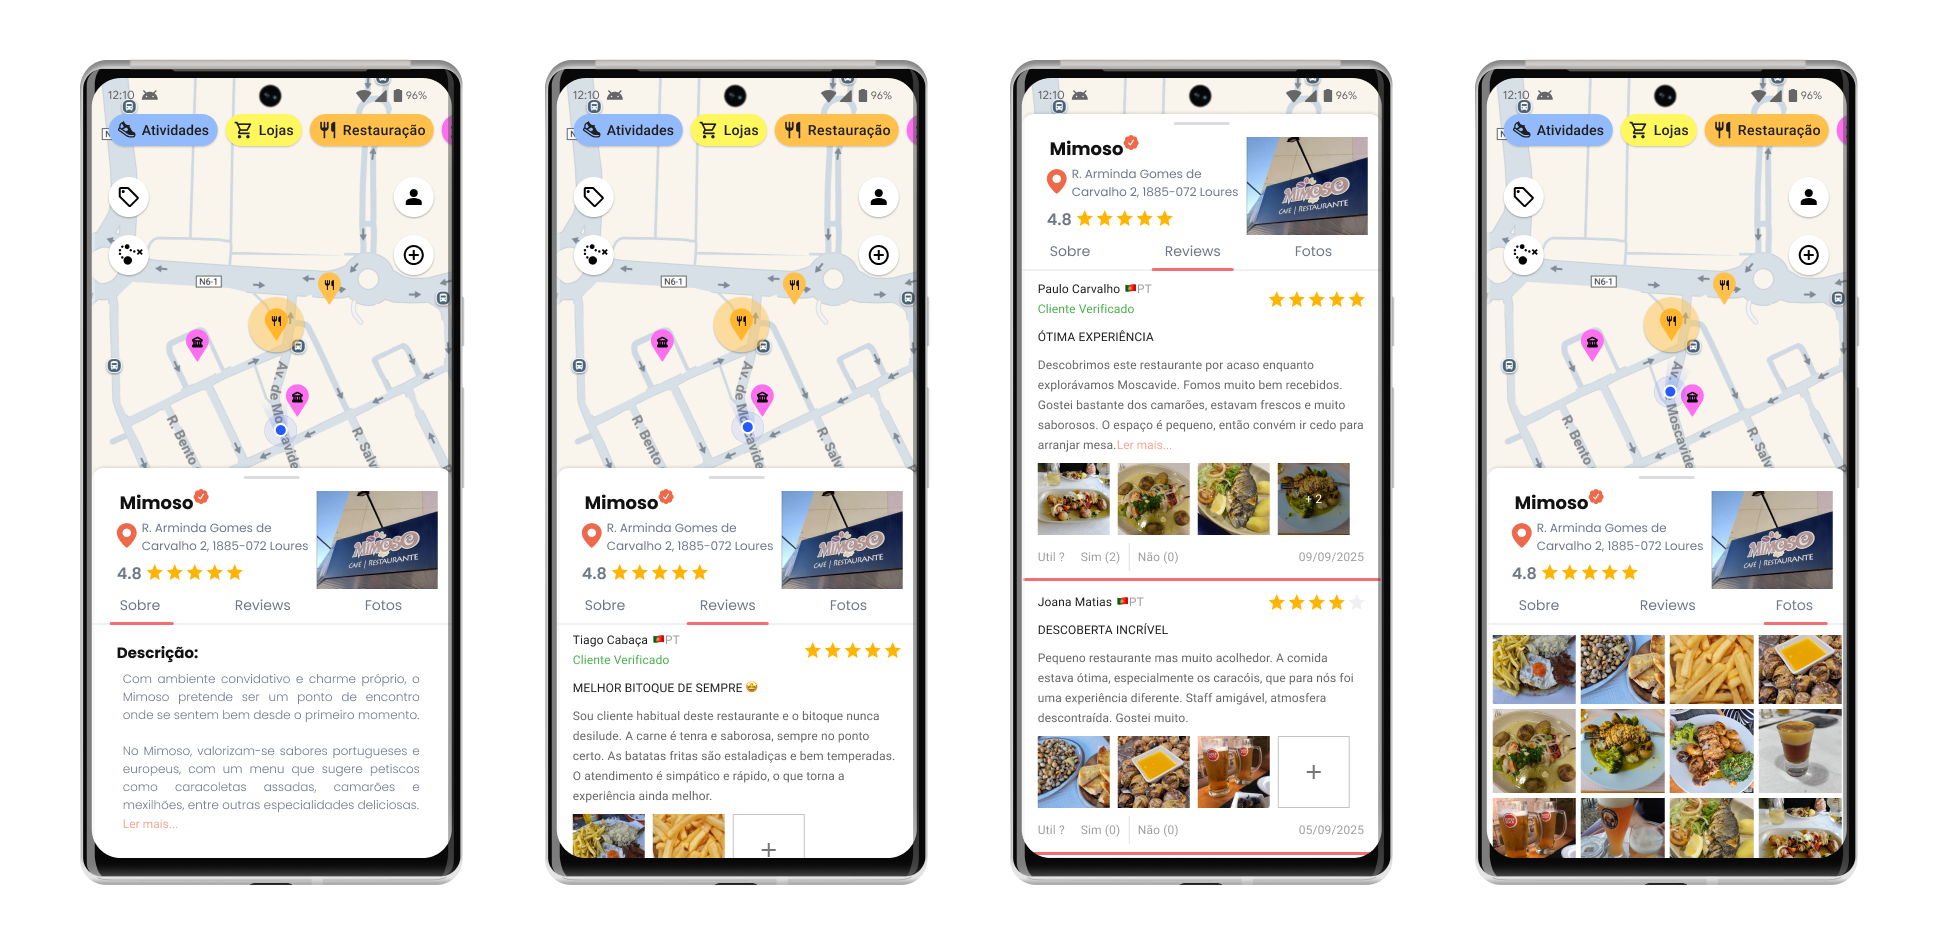 12:10
96%
N
Atividades
Lojas
Restauração
N6-1
Av. de Moscavide
R. Bento
R. Salv
Mimoso
R. Arminda Gomes de
Carvalho 2, 1885-072 Loures
4.8
MIMOSO
CAFÉ | RESTAURANTE
Sobre
Reviews
Fotos
Descrição:
Com ambiente convidativo e charme próprio, o
Mimoso pretende ser um ponto de encontro
onde se sentem bem desde o primeiro momento.
No Mimoso, valorizam-se sabores portugueses e
europeus, com um menu que sugere petiscos
como caracoletas assadas, camarões e
mexilhões, entre outras especialidades deliciosas.
Ler mais...
12:10
96%
Atividades
Lojas
Restauração
N6-1
Av. de Moscavide
R. Bento
R. Salv
Mimoso
R. Arminda Gomes de
Carvalho 2, 1885-072 Loures
4.8
MIMOSO
CAFÉ | RESTAURANTE
Sobre
Reviews
Fotos
Tiago Cabaça PT
Cliente Verificado
MELHOR BITOQUE DE SEMPRE 🤩
Sou cliente habitual deste restaurante e o bitoque nunca
desilude. A carne é tenra e saborosa, sempre no ponto
certo. As batatas fritas são estaladiças e bem temperadas.
O atendimento é simpático e rápido, o que torna a
experiência ainda melhor.
+
12:10
96%
Mimoso
R. Arminda Gomes de
Carvalho 2, 1885-072 Loures
4.8
MIMOSO
CAFÉ | RESTAURANTE
Sobre
Reviews
Fotos
Paulo Carvalho PT
Cliente Verificado
ÓTIMA EXPERIÊNCIA
Descobrimos este restaurante por acaso enquanto
explorávamos Moscavide. Fomos muito bem recebidos.
Gostei bastante dos camarões, estavam frescos e muito
saborosos. O espaço é pequeno, então convém ir cedo para
arranjar mesa.Ler mais...
+ 2
Util ? Sim (2) Não (0) 09/09/2025
Joana Matias PT
DESCOBERTA INCRÍVEL
Pequeno restaurante mas muito acolhedor. A comida
estava ótima, especialmente os caracóis, que para nós foi
uma experiência diferente. Staff amigável, atmosfera
descontraída. Gostei muito.
+
Util ? Sim (0) Não (0) 05/09/2025
12:10
96%
N
Atividades
Lojas
Restauração
N6-1
Moscavide
R. Bento
R. Salv
Mimoso
R. Arminda Gomes de
Carvalho 2, 1885-072 Loures
4.8
MIMOSO
CAFÉ | RESTAURANTE
Sobre
Reviews
Fotos